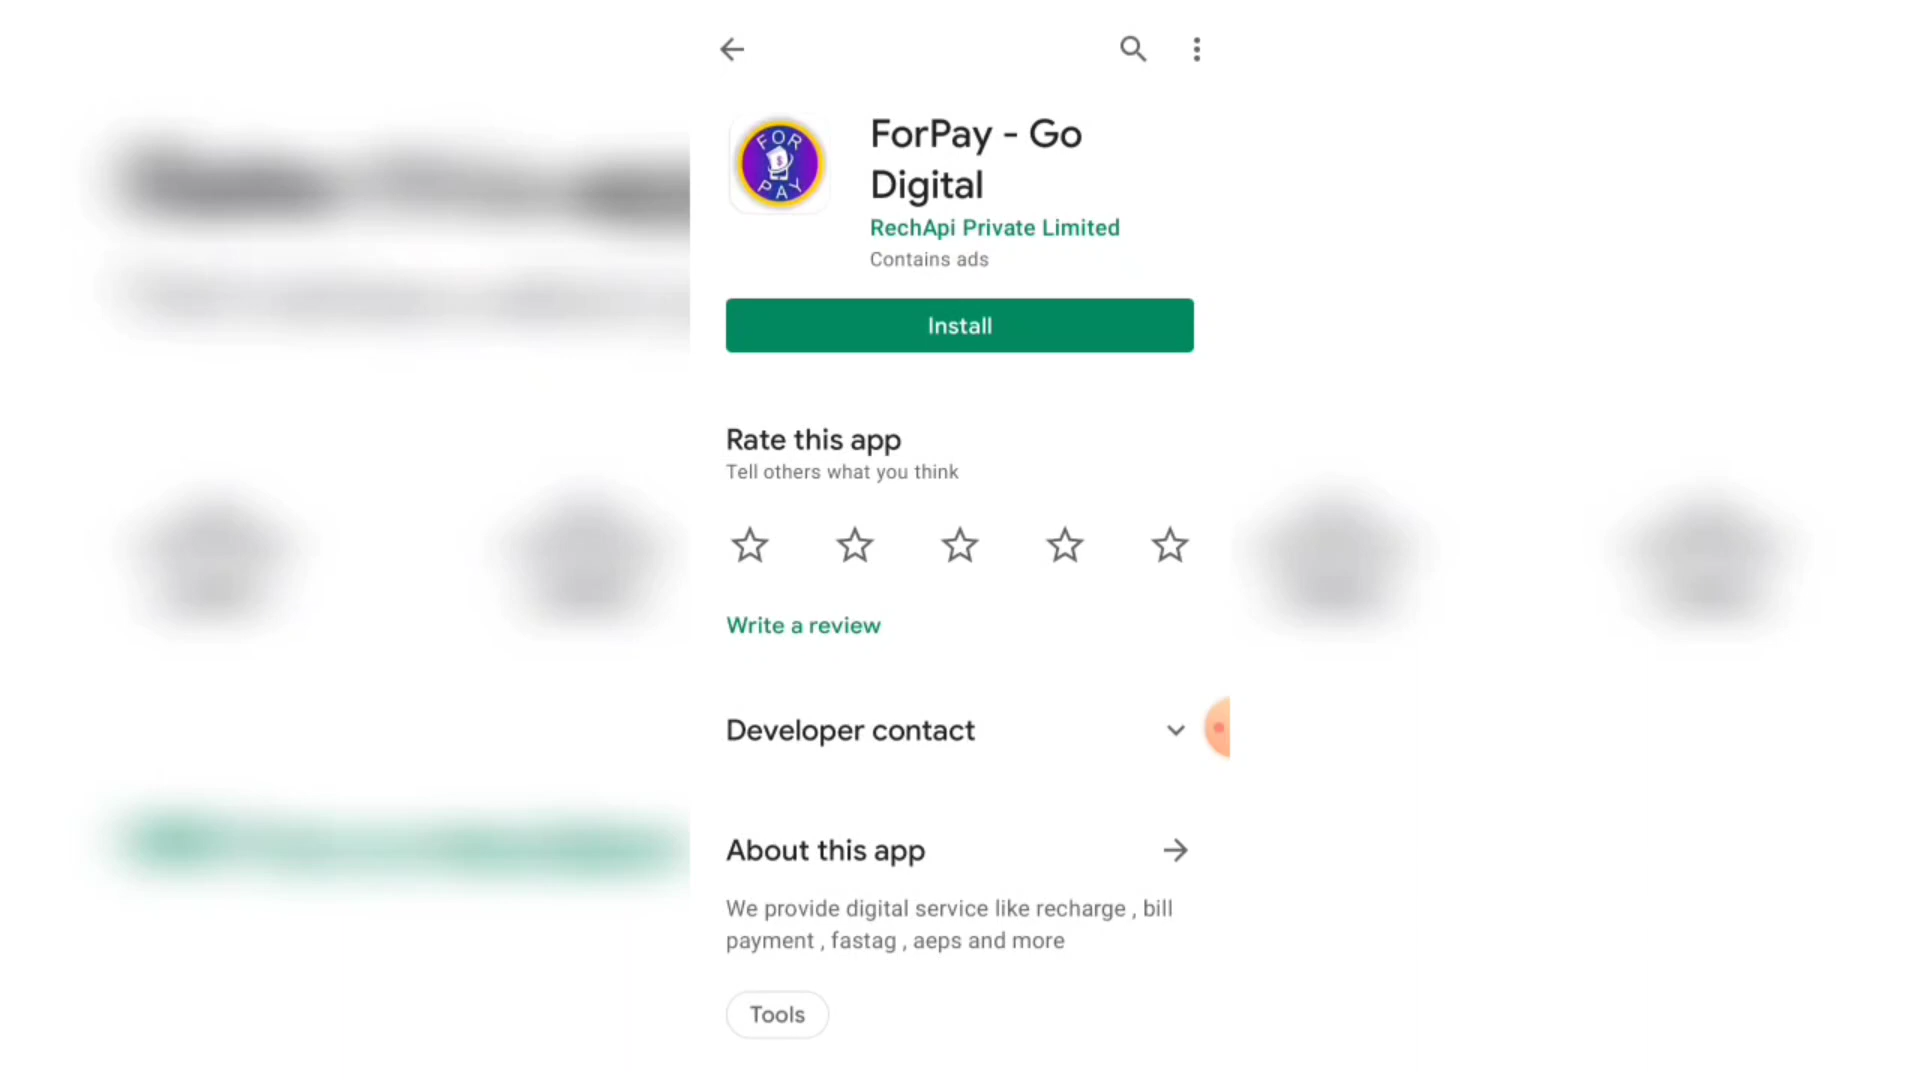 FOR
PAY
ForPay - Go
Digital
RechApi Private Limited
Contains ads
Install
Rate this app
Tell others what you think
Write a review
Developer contact
About this app
We provide digital service like recharge , bill
payment , fastag , aeps and more
Tools